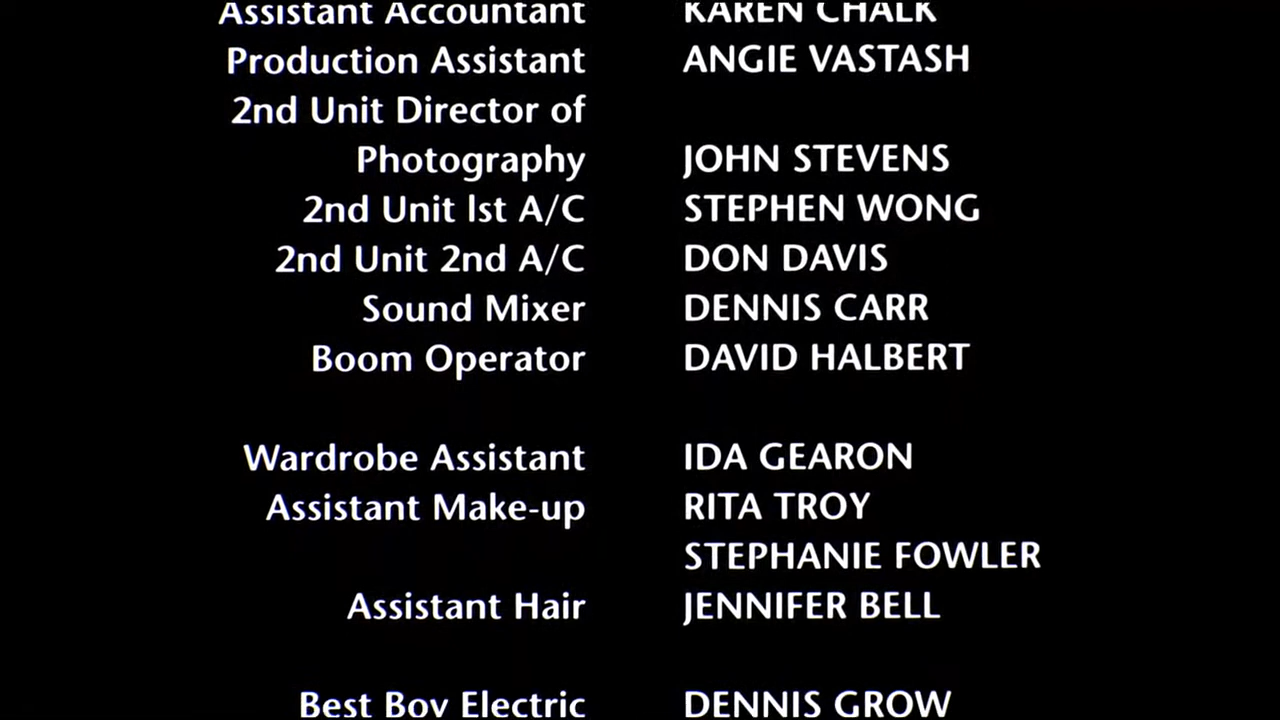 Assistant Accountant KAREN CHALK
Production Assistant ANGIE VASTASH
2nd Unit Director of
Photography JOHN STEVENS
2nd Unit lst A/C STEPHEN WONG
2nd Unit 2nd A/C DON DAVIS
Sound Mixer DENNIS CARR
Boom Operator DAVID HALBERT
Wardrobe Assistant IDA GEARON
Assistant Make-up RITA TROY
STEPHANIE FOWLER
Assistant Hair JENNIFER BELL
Best Boy Electric DENNIS GROW